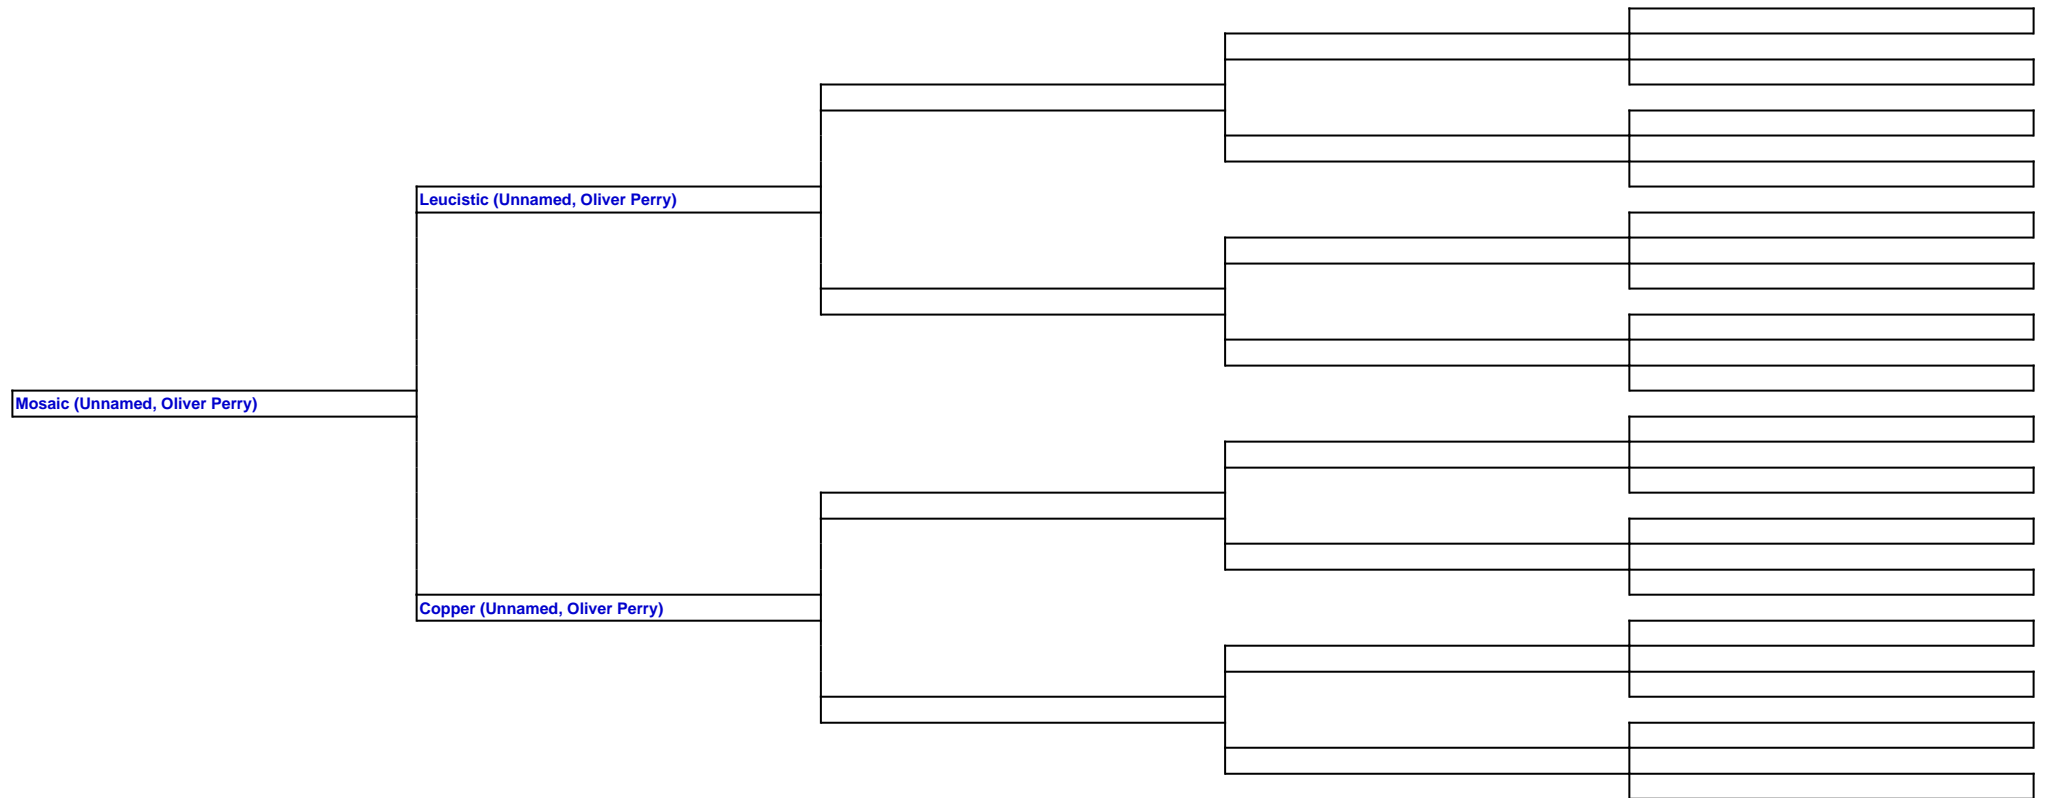 Leucistic (Unnamed, Oliver Perry)
Mosaic (Unnamed, Oliver Perry)
Copper (Unnamed, Oliver Perry)